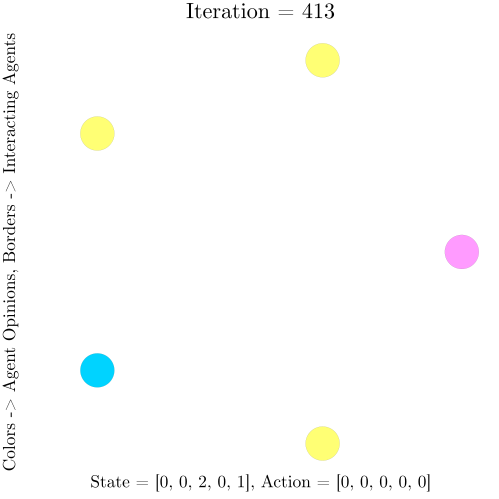 Iteration = 413
Colors -> Agent Opinions, Borders -> Interacting Agents
State = [0, 0, 2, 0, 1], Action = [0, 0, 0, 0, 0]